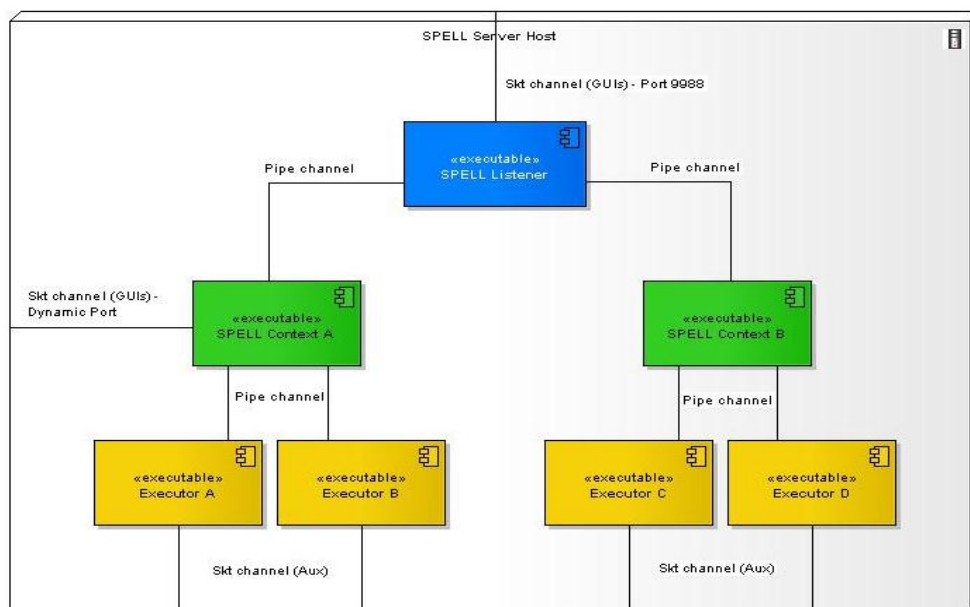 SPELL Server Host
Skt channel (GUIs) - Port 9988
«executable»
SPELL Listener
Pipe channel
Pipe channel
Skt channel (GUIs) -
Dynamic Port
«executable»
SPELL Context A
«executable»
SPELL Context B
Pipe channel
Pipe channel
«executable»
Executor A
«executable»
Executor B
«executable»
Executor C
«executable»
Executor D
Skt channel (Aux)
Skt channel (Aux)